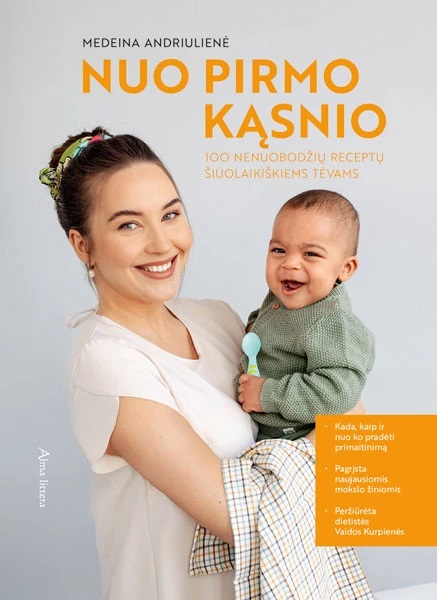 MEDEINA ANDRIULIENĖ
NUO PIRMO
KĄSNIO
100 NENUOBODŽIŲ RECEPTŲ
ŠIUOLAIKIŠKIEMS TĖVAMS
· Kada, kaip ir
nuo ko pradėti
primaitinimą
· Pagrįsta
naujausiomis
mokslo žiniomis
· Peržiūrėta
dietistės
Vaidos Kurpienės
Alma littera